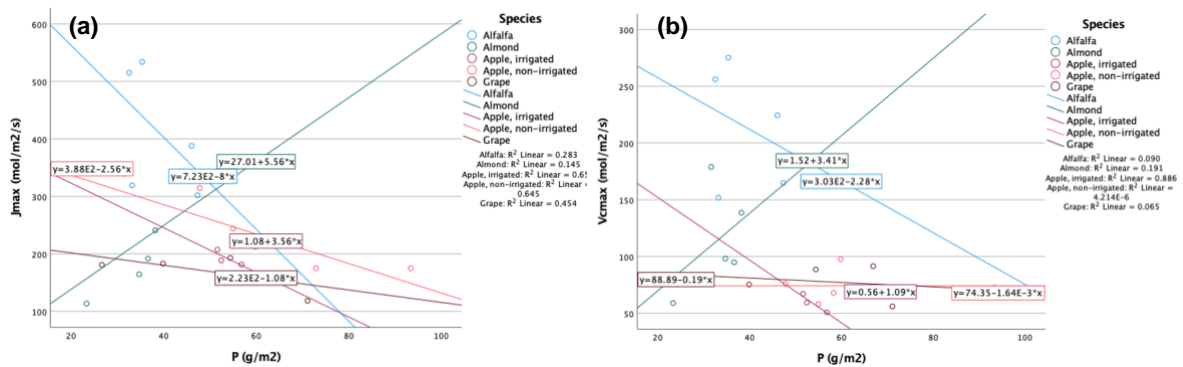 (a)
Species
Alfalfa
Almond
Apple, irrigated
Apple, non-irrigated
Grape
Alfalfa
Almond
Apple, irrigated
Apple, non-irrigated
Grape
Alfalfa: R² Linear = 0.283
Almond: R² Linear = 0.145
Apple, irrigated: R² Linear = 0.65
Apple, non-irrigated: R² Linear =
0.645
Grape: R² Linear = 0.454
Jmax (mol/m2/s)
600
500
400
300
200
100
y=27.01+5.56*x
y=3.88E2-2.56*x
y=7.23E2-8*x
y=1.08+3.56*x
y=2.23E2-1.08*x
20
40
60
80
100
P (g/m2)
(b)
Species
Alfalfa
Almond
Apple, irrigated
Apple, non-irrigated
Grape
Alfalfa
Almond
Apple, irrigated
Apple, non-irrigated
Grape
Alfalfa: R² Linear = 0.090
Almond: R² Linear = 0.191
Apple, irrigated: R² Linear = 0.886
Apple, non-irrigated: R² Linear =
4.214E-6
Grape: R² Linear = 0.065
Vcmax (mol/m2/s)
300
250
200
150
100
50
y=1.52+3.41*x
y=3.03E2-2.28*x
y=88.89-0.19*x
y=0.56+1.09*x
y=74.35-1.64E-3*x
20
40
60
80
100
P (g/m2)